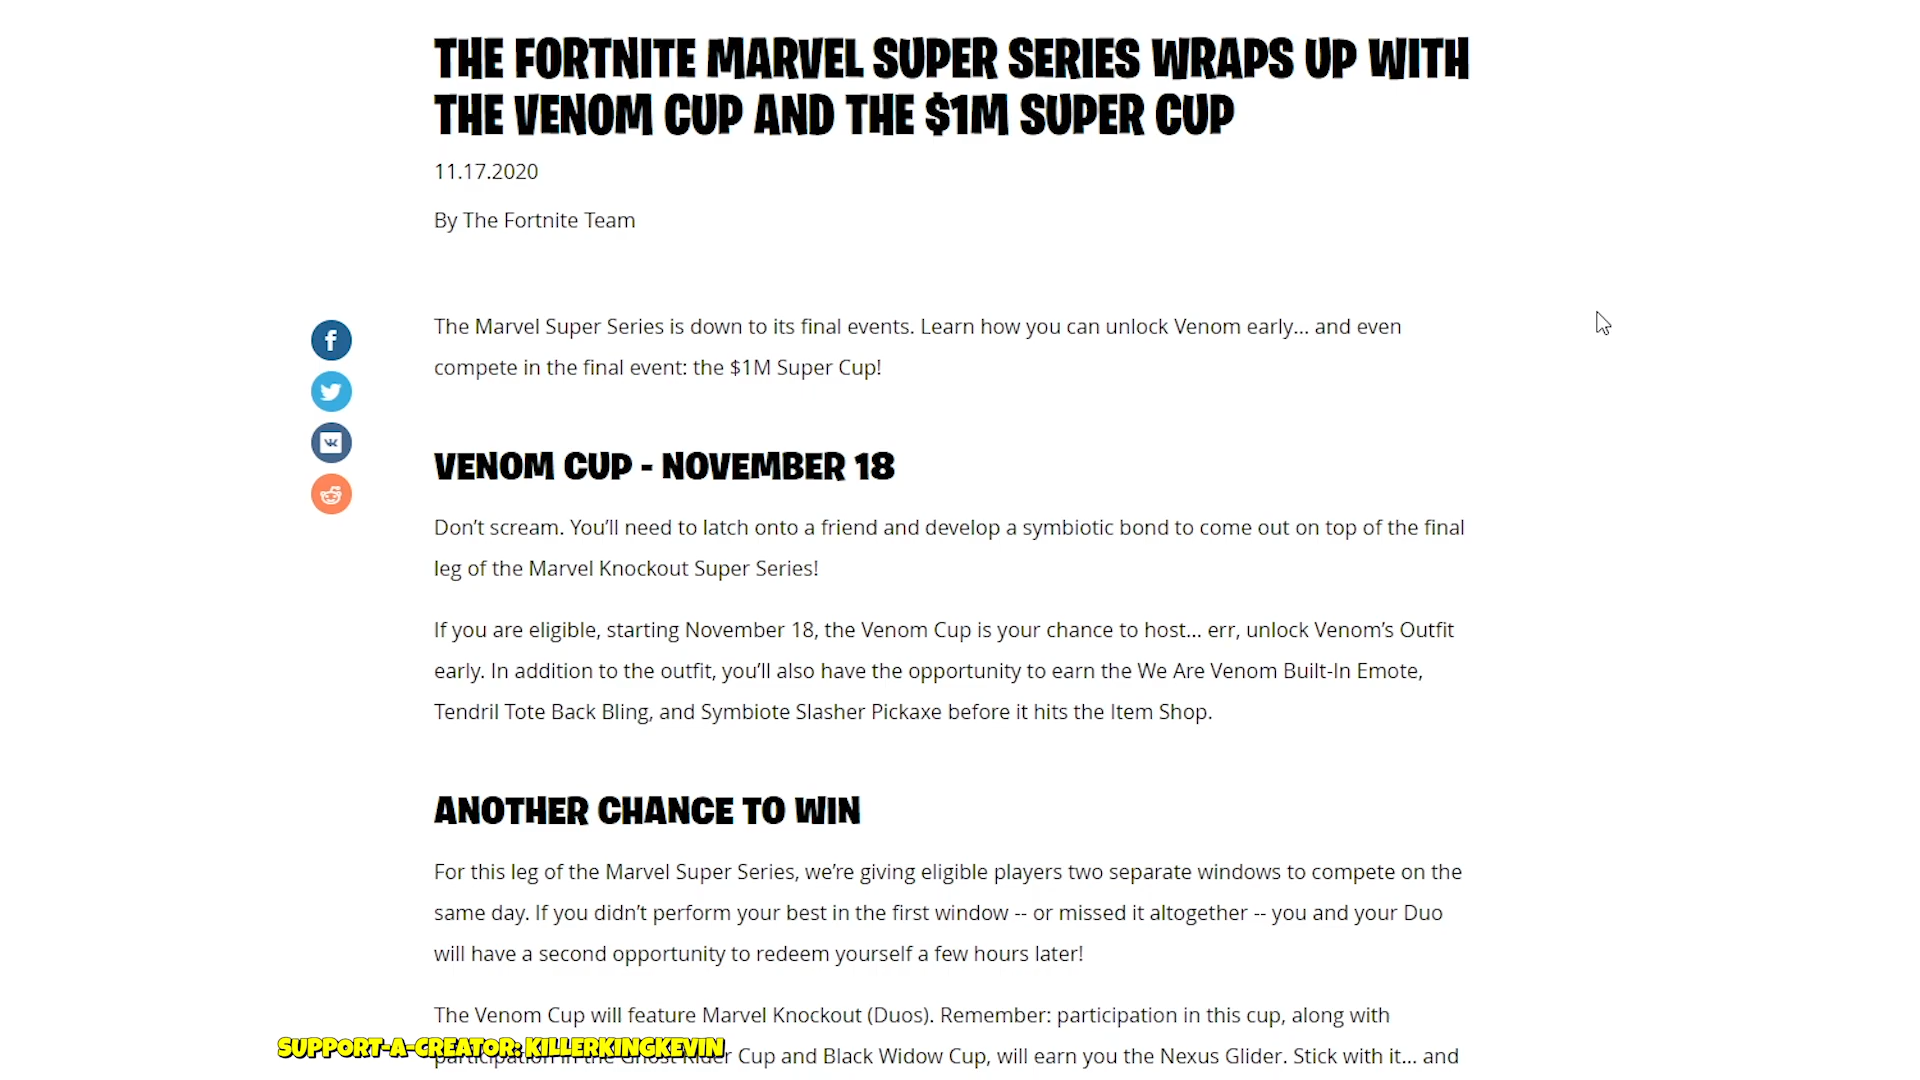 THE FORTNITE MARVEL SUPER SERIES WRAPS UP WITH
THE VENOM CUP AND THE $1M SUPER CUP
11.17.2020
By The Fortnite Team
The Marvel Super Series is down to its final events. Learn how you can unlock Venom early... and even
compete in the final event: the $1M Super Cup!
VENOM CUP - NOVEMBER 18
Don’t scream. You’ll need to latch onto a friend and develop a symbiotic bond to come out on top of the final
leg of the Marvel Knockout Super Series!
If you are eligible, starting November 18, the Venom Cup is your chance to host... err, unlock Venom’s Outfit
early. In addition to the outfit, you’ll also have the opportunity to earn the We Are Venom Built-In Emote,
Tendril Tote Back Bling, and Symbiote Slasher Pickaxe before it hits the Item Shop.
ANOTHER CHANCE TO WIN
For this leg of the Marvel Super Series, we’re giving eligible players two separate windows to compete on the
same day. If you didn’t perform your best in the first window -- or missed it altogether -- you and your Duo
will have a second opportunity to redeem yourself a few hours later!
The Venom Cup will feature Marvel Knockout (Duos). Remember: participation in this cup, along with
SUPPORT-A-CREATOR: KILLERKINGKEVIN
participation in the Ghost Rider Cup and Black Widow Cup, will earn you the Nexus Glider. Stick with it... and